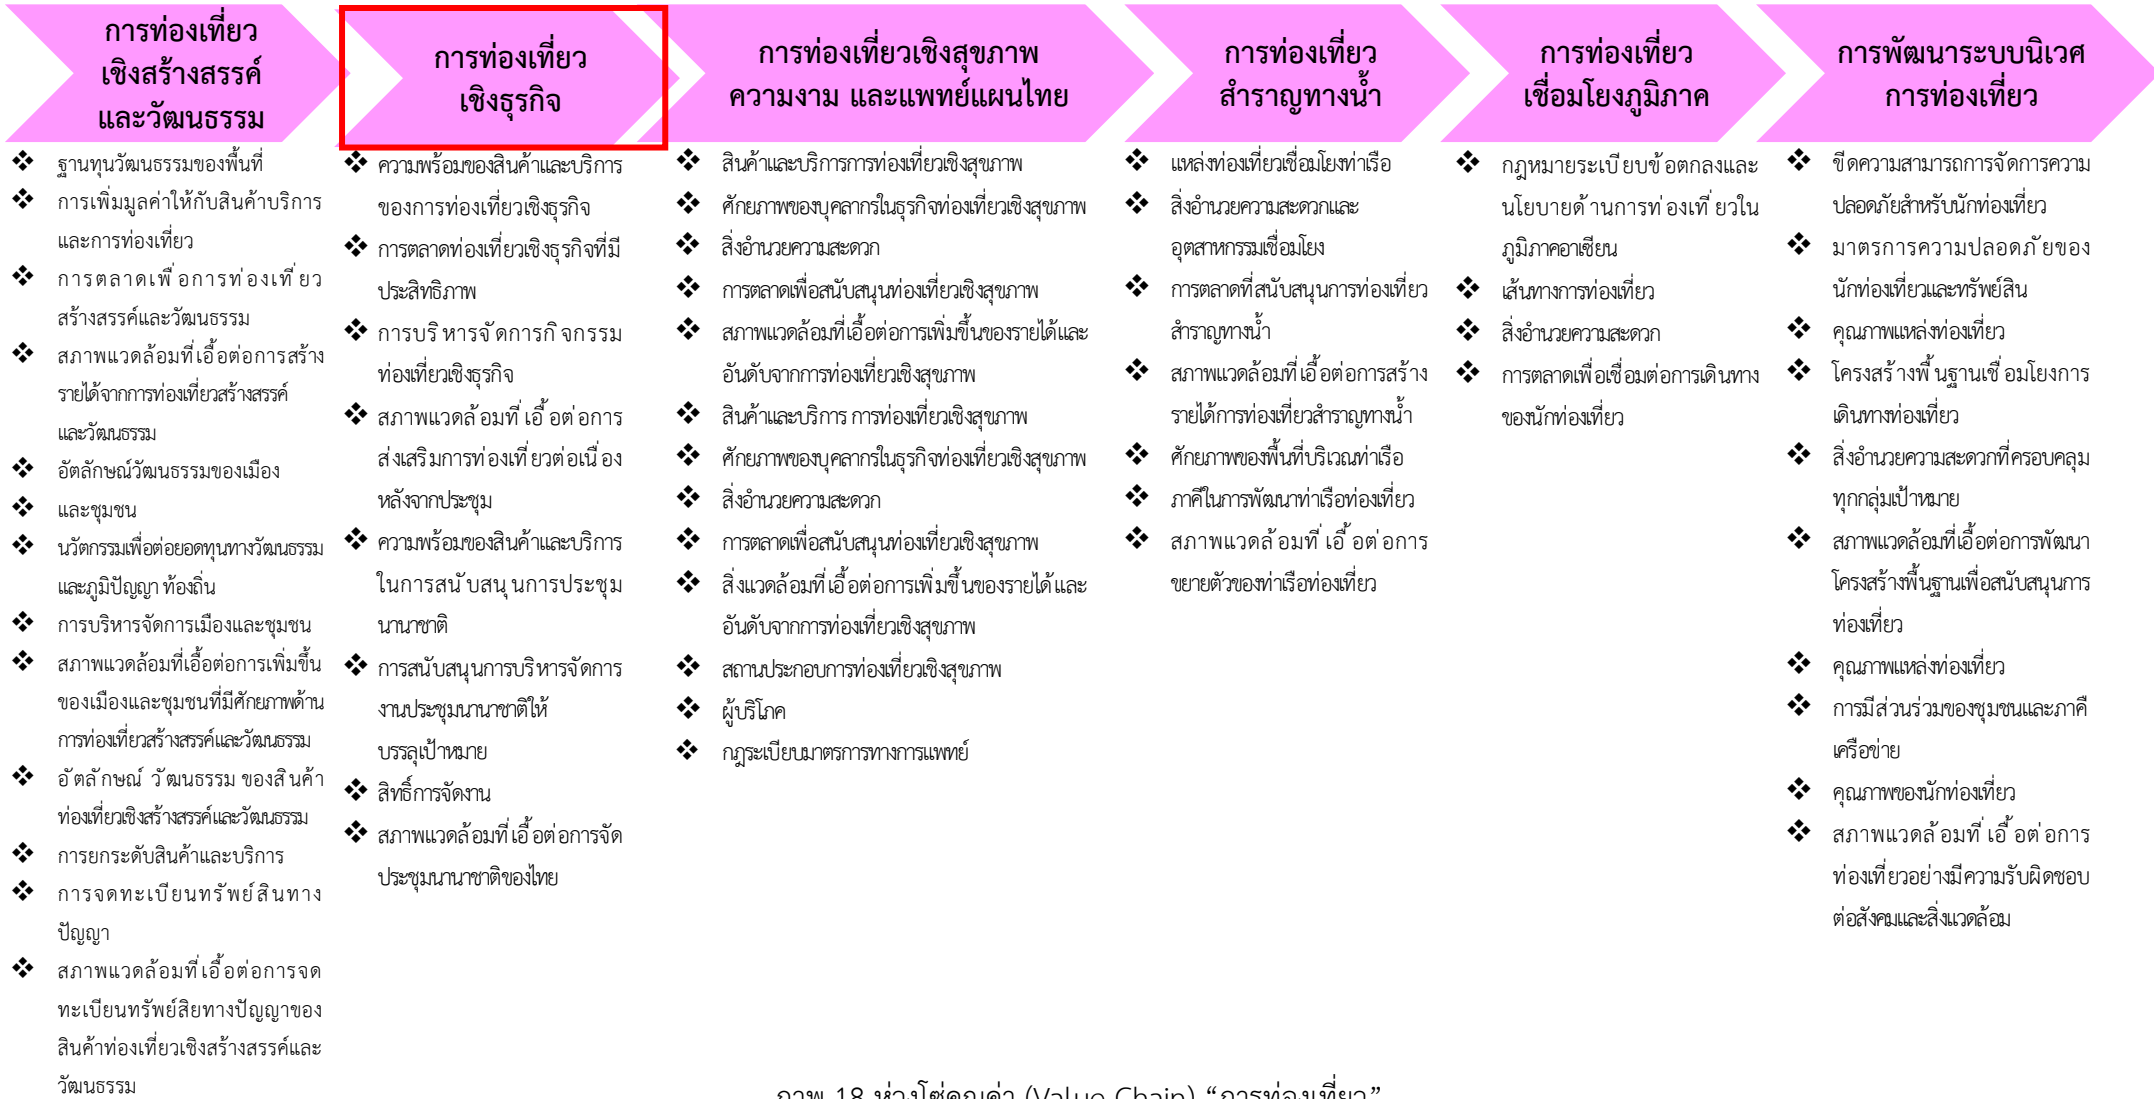 การท่องเที่ยว
เชิงสร้างสรรค์
และวัฒนธรรม
การท่องเที่ยว
เชิงธุรกิจ
การท่องเที่ยวเชิงสุขภาพ
ความงาม และแพทย์แผนไทย
การท่องเที่ยว
สำราญทางน้ำ
การท่องเที่ยว
เชื่อมโยงภูมิภาค
การพัฒนาระบบนิเวศ
การท่องเที่ยว
❖ ฐานทุนวัฒนธรรมของพื้นที่
❖ การเพิ่มมูลค่าให้กับสินค้าบริการ
และการท่องเที่ยว
❖ การตลาดเพื่อการท่องเที่ยว
สร้างสรรค์และวัฒนธรรม
❖ สภาพแวดล้อมที่เอื้อต่อการสร้าง
รายได้จากการท่องเที่ยวสร้างสรรค์
และวัฒนธรรม
❖ อัตลักษณ์วัฒนธรรมของเมือง
❖ และชุมชน
❖ นวัตกรรมเพื่อต่อยอดทุนทางวัฒนธรรม
และภูมิปัญญา ท้องถิ่น
❖ การบริหารจัดการเมืองและชุมชน
❖ สภาพแวดล้อมที่เอื้อต่อการเพิ่มขึ้น
ของเมืองและชุมชนที่มีศักยภาพด้าน
การท่องเที่ยวสร้างสรรค์และวัฒนธรรม
❖ อัตลักษณ์ วัฒนธรรม ของสินค้า
ท่องเที่ยวเชิงสร้างสรรค์และวัฒนธรรม
❖ การยกระดับสินค้าและบริการ
❖ การจดทะเบียนทรัพย์สินทาง
ปัญญา
❖ สภาพแวดล้อมที่เอื้อต่อการจด
ทะเบียนทรัพย์สิยทางปัญญาของ
สินค้าท่องเที่ยวเชิงสร้างสรรค์และ
วัฒนธรรม
❖ ความพร้อมของสินค้าและบริการ
ของการท่องเที่ยวเชิงธุรกิจ
❖ การตลาดท่องเที่ยวเชิงธุรกิจที่มี
ประสิทธิภาพ
❖ การบริหารจัดการกิจกรรม
ท่องเที่ยวเชิงธุรกิจ
❖ สภาพแวดล้อมที่เอื้อต่อการ
ส่งเสริมการท่องเที่ยวต่อเนื่อง
หลังจากประชุม
❖ ความพร้อมของสินค้าและบริการ
ในการสนับสนุนการประชุม
นานาชาติ
❖ การสนับสนุนการบริหารจัดการ
งานประชุมนานาชาติให้
บรรลุเป้าหมาย
❖ สิทธิ์การจัดงาน
❖ สภาพแวดล้อมที่เอื้อต่อการจัด
ประชุมนานาชาติของไทย
❖ สินค้าและบริการการท่องเที่ยวเชิงสุขภาพ
❖ ศักยภาพของบุคลากรในธุรกิจท่องเที่ยวเชิงสุขภาพ
❖ สิ่งอำนวยความสะดวก
❖ การตลาดเพื่อสนับสนุนท่องเที่ยวเชิงสุขภาพ
❖ สภาพแวดล้อมที่เอื้อต่อการเพิ่มขึ้นของรายได้และ
อันดับจากการท่องเที่ยวเชิงสุขภาพ
❖ สินค้าและบริการ การท่องเที่ยวเชิงสุขภาพ
❖ ศักยภาพของบุคลากรในธุรกิจท่องเที่ยวเชิงสุขภาพ
❖ สิ่งอำนวยความสะดวก
❖ การตลาดเพื่อสนับสนุนท่องเที่ยวเชิงสุขภาพ
❖ สิ่งแวดล้อมที่เอื้อต่อการเพิ่มขึ้นของรายได้และ
อันดับจากการท่องเที่ยวเชิงสุขภาพ
❖ สถานประกอบการท่องเที่ยวเชิงสุขภาพ
❖ ผู้บริโภค
❖ กฎระเบียบมาตรการทางการแพทย์
❖ แหล่งท่องเที่ยวเชื่อมโยงท่าเรือ
❖ สิ่งอำนวยความสะดวกและ
อุตสาหกรรมเชื่อมโยง
❖ การตลาดที่สนับสนุนการท่องเที่ยว
สำราญทางน้ำ
❖ สภาพแวดล้อมที่เอื้อต่อการสร้าง
รายได้การท่องเที่ยวสำราญทางน้ำ
❖ ศักยภาพของพื้นที่บริเวณท่าเรือ
❖ ภาคีในการพัฒนาท่าเรือท่องเที่ยว
❖ สภาพแวดล้อมที่เอื้อต่อการ
ขยายตัวของท่าเรือท่องเที่ยว
❖ กฎหมายระเบียบข้อตกลงและ
นโยบายด้านการท่องเที่ยวใน
ภูมิภาคอาเซียน
❖ เส้นทางการท่องเที่ยว
❖ สิ่งอำนวยความสะดวก
❖ การตลาดเพื่อเชื่อมต่อการเดินทาง
ของนักท่องเที่ยว
❖ ขีดความสามารถการจัดการความ
ปลอดภัยสำหรับนักท่องเที่ยว
❖ มาตรการความปลอดภัยของ
นักท่องเที่ยวและทรัพย์สิน
❖ คุณภาพแหล่งท่องเที่ยว
❖ โครงสร้างพื้นฐานเชื่อมโยงการ
เดินทางท่องเที่ยว
❖ สิ่งอำนวยความสะดวกที่ครอบคลุม
ทุกกลุ่มเป้าหมาย
❖ สภาพแวดล้อมที่เอื้อต่อการพัฒนา
โครงสร้างพื้นฐานเพื่อสนับสนุนการ
ท่องเที่ยว
❖ คุณภาพแหล่งท่องเที่ยว
❖ การมีส่วนร่วมของชุมชนและภาคี
เครือข่าย
❖ คุณภาพของนักท่องเที่ยว
❖ สภาพแวดล้อมที่เอื้อต่อการ
ท่องเที่ยวอย่างมีความรับผิดชอบ
ต่อสังคมและสิ่งแวดล้อม
ภาพ 18 ห่วงโซ่คุณค่า (Value Chain) “การท่องเที่ยว”